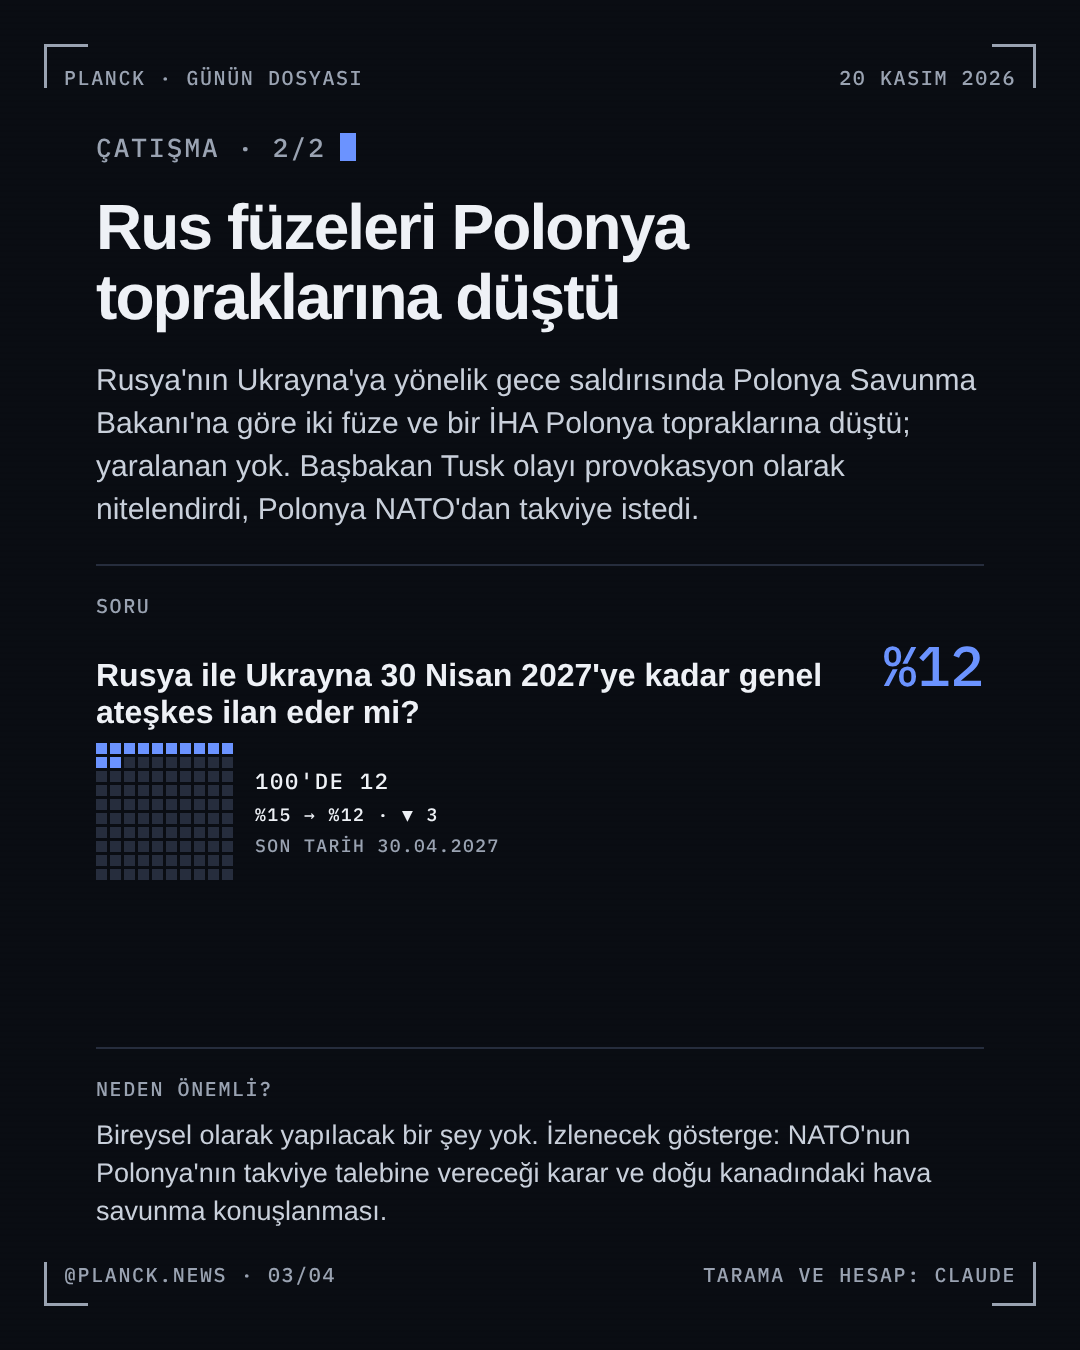 PLANCK · GÜNÜN DOSYASI
20 KASIM 2026
ÇATIŞMA · 2/2
Rus füzeleri Polonya
topraklarına düştü
Rusya'nın Ukrayna'ya yönelik gece saldırısında Polonya Savunma
Bakanı'na göre iki füze ve bir İHA Polonya topraklarına düştü;
yaralanan yok. Başbakan Tusk olayı provokasyon olarak
nitelendirdi, Polonya NATO'dan takviye istedi.
SORU
Rusya ile Ukrayna 30 Nisan 2027'ye kadar genel
ateşkes ilan eder mi?
%12
100'DE 12
%15 → %12 · ▼ 3
SON TARİH 30.04.2027
NEDEN ÖNEMLİ?
Bireysel olarak yapılacak bir şey yok. İzlenecek gösterge: NATO'nun
Polonya'nın takviye talebine vereceği karar ve doğu kanadındaki hava
savunma konuşlanması.
@PLANCK.NEWS · 03/04
TARAMA VE HESAP: CLAUDE